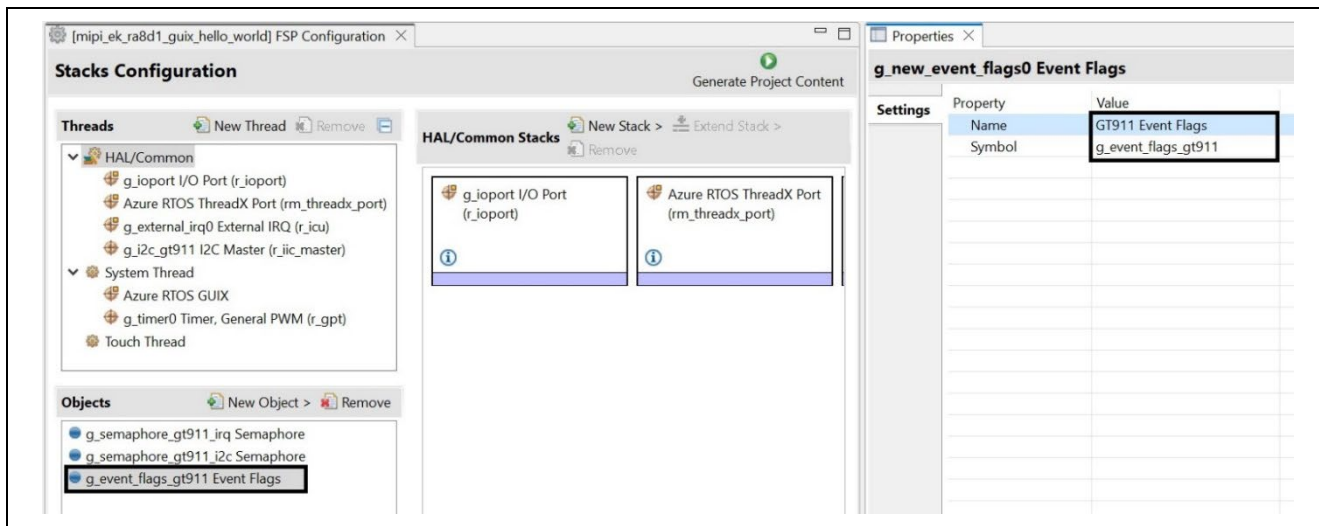 [mipi_ek_ra8d1_guix_hello_world] FSP Configuration
Stacks Configuration
Generate Project Content
Threads
New Thread
Remove
HAL/Common
g_ioport I/O Port (r_ioport)
Azure RTOS ThreadX Port (rm_threadx_port)
g_external_irq0 External IRQ (r_icu)
g_i2c_gt911 I2C Master (r_iic_master)
System Thread
Azure RTOS GUIX
g_timer0 Timer, General PWM (r_gpt)
Touch Thread
Objects
New Object >
Remove
g_semaphore_gt911_irq Semaphore
g_semaphore_gt911_i2c Semaphore
g_event_flags_gt911 Event Flags
HAL/Common Stacks
New Stack >
Extend Stack >
Remove
g_ioport I/O Port
(r_ioport)
Azure RTOS ThreadX Port
(rm_threadx_port)
Properties
g_new_event_flags0 Event Flags
Settings
Property Value
Name GT911 Event Flags
Symbol g_event_flags_gt911